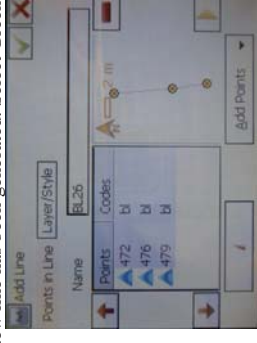 Add Line
Points in Line Layer/Style
Name BL26
Points Codes
472 bl
476 bl
479 bl
2 m
N
i
Add Points